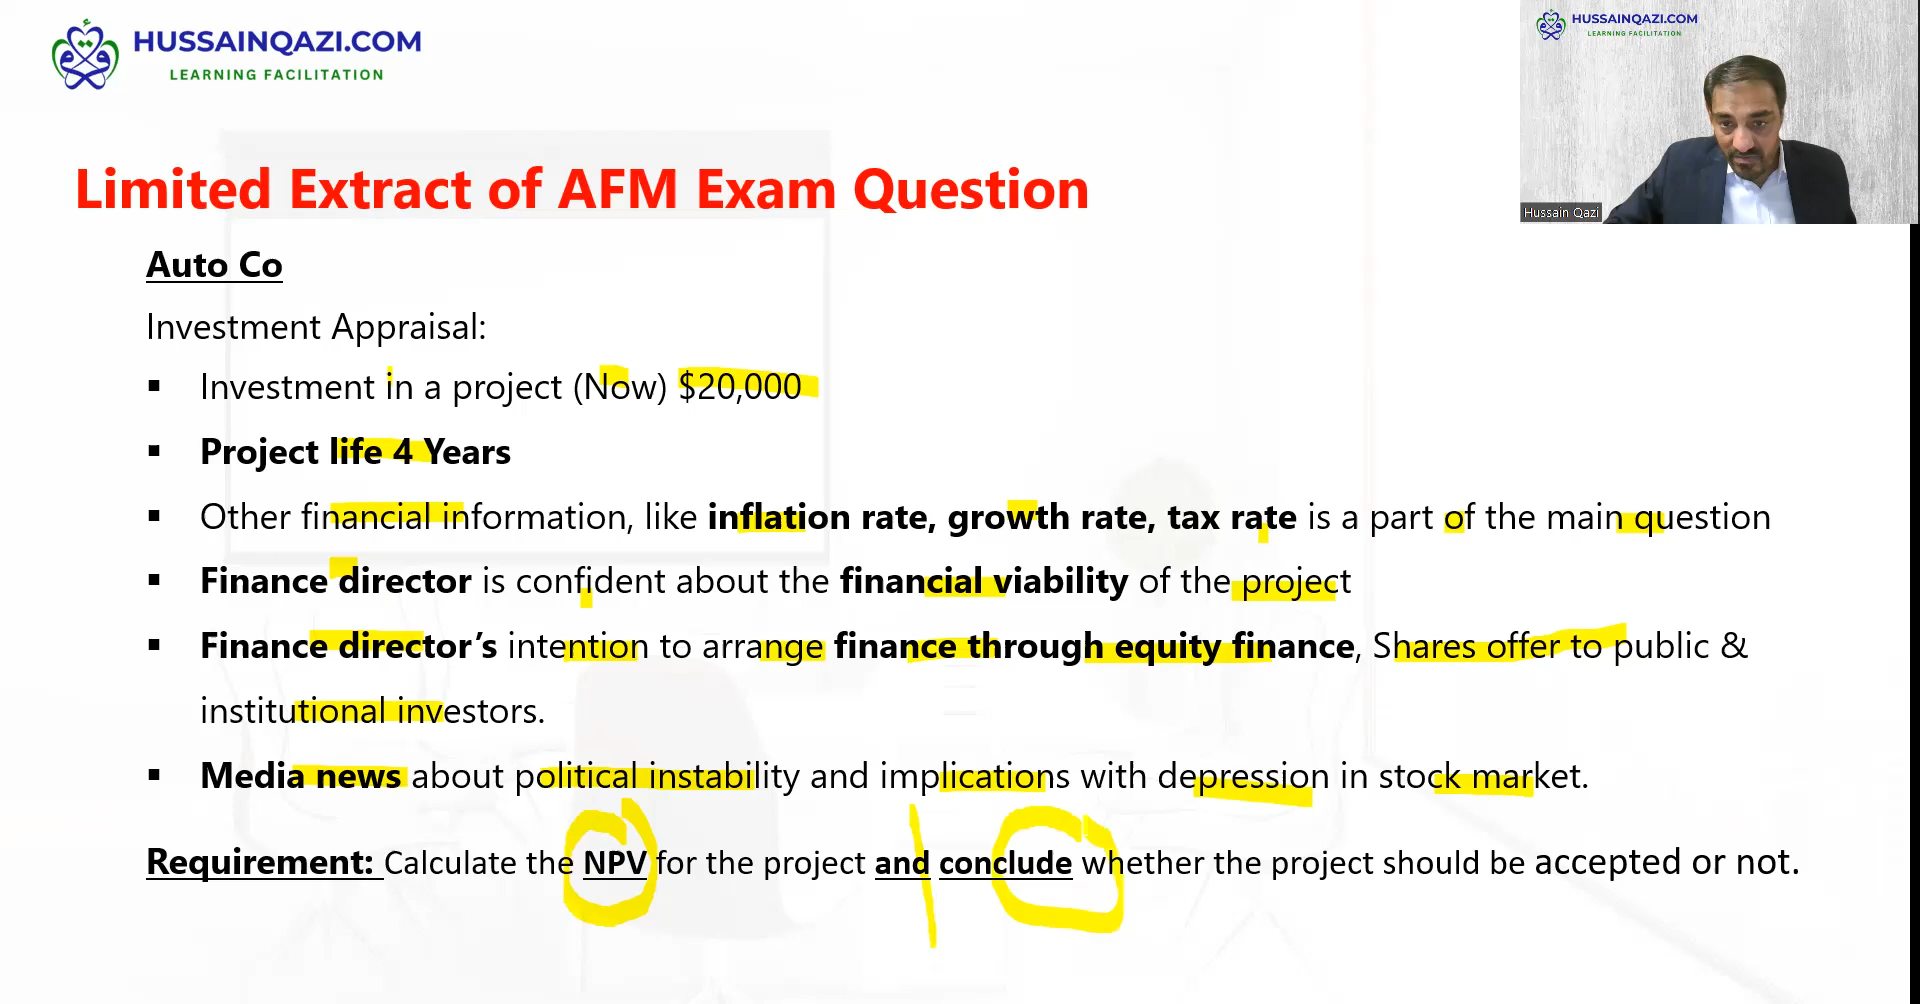 HUSSAINQAZI.COM
LEARNING FACILITATION
HUSSAINQAZI.COM
LEARNING FACILITATION
Hussain Qazi
Limited Extract of AFM Exam Question
Auto Co
Investment Appraisal:
▪ Investment in a project (Now) $20,000
▪ Project life 4 Years
▪ Other financial information, like inflation rate, growth rate, tax rate is a part of the main question
▪ Finance director is confident about the financial viability of the project
▪ Finance director’s intention to arrange finance through equity finance, Shares offer to public &
institutional investors.
▪ Media news about political instability and implications with depression in stock market.
Requirement: Calculate the NPV for the project and conclude whether the project should be accepted or not.